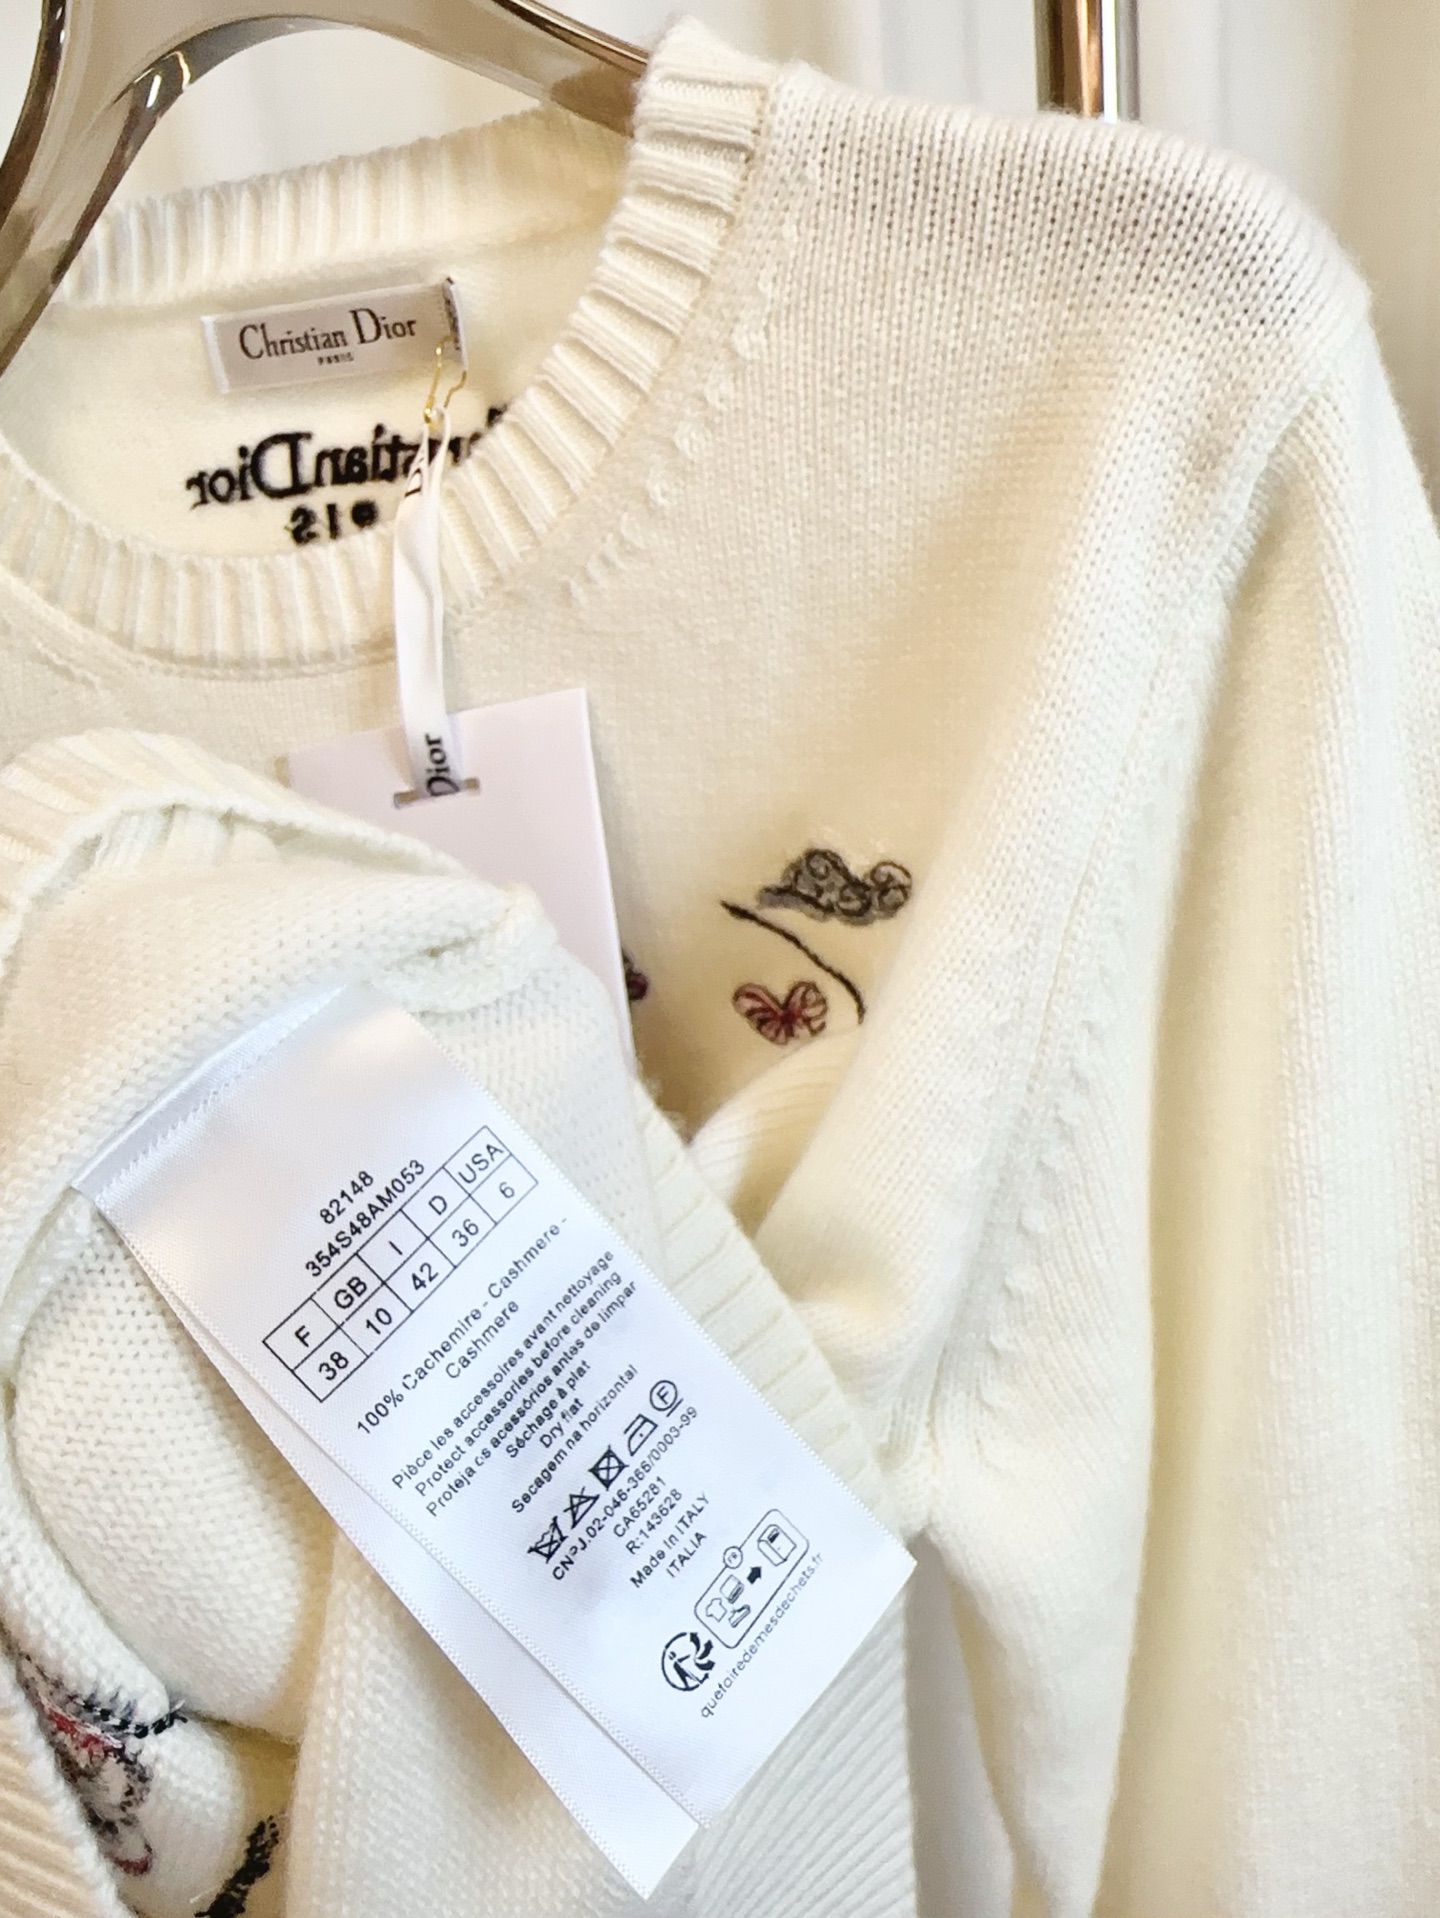 Christian Dior
PARIS
Dior
82148
354S48AM053
F GB I D USA
38 10 42 36 6
100% Cachemire - Cashmere -
Cashmere
Pièce les accessoires avant nettoyage
Protect accessories before cleaning
Proteja os acessórios antes de limpar
Séchage à plat
Dry flat
Secagem na horizontal
F
CNPJ.02-046-366/0003-99
CA65281
R:143628
Made in ITALY
ITALIA
FR
quefairedemesdechets.fr